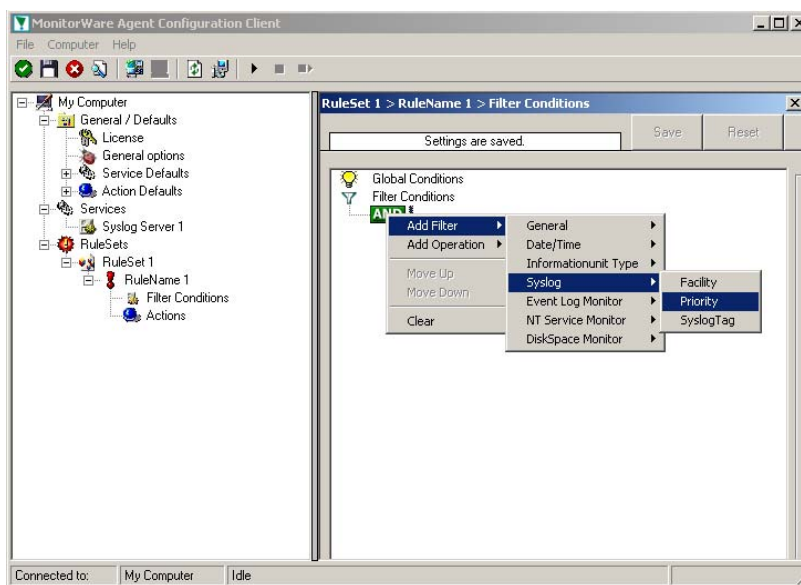 MonitorWare Agent Configuration Client
File Computer Help
My Computer
General / Defaults
License
General options
Service Defaults
Action Defaults
Services
Syslog Server 1
RuleSets
RuleSet 1
RuleName 1
Filter Conditions
Actions
RuleSet 1 > RuleName 1 > Filter Conditions
Settings are saved.
Save
Reset
Global Conditions
Filter Conditions
AND
Add Filter
Add Operation
Move Up
Move Down
Clear
General
Date/Time
Informationunit Type
Syslog
Event Log Monitor
NT Service Monitor
DiskSpace Monitor
Facility
Priority
SyslogTag
Connected to: My Computer Idle